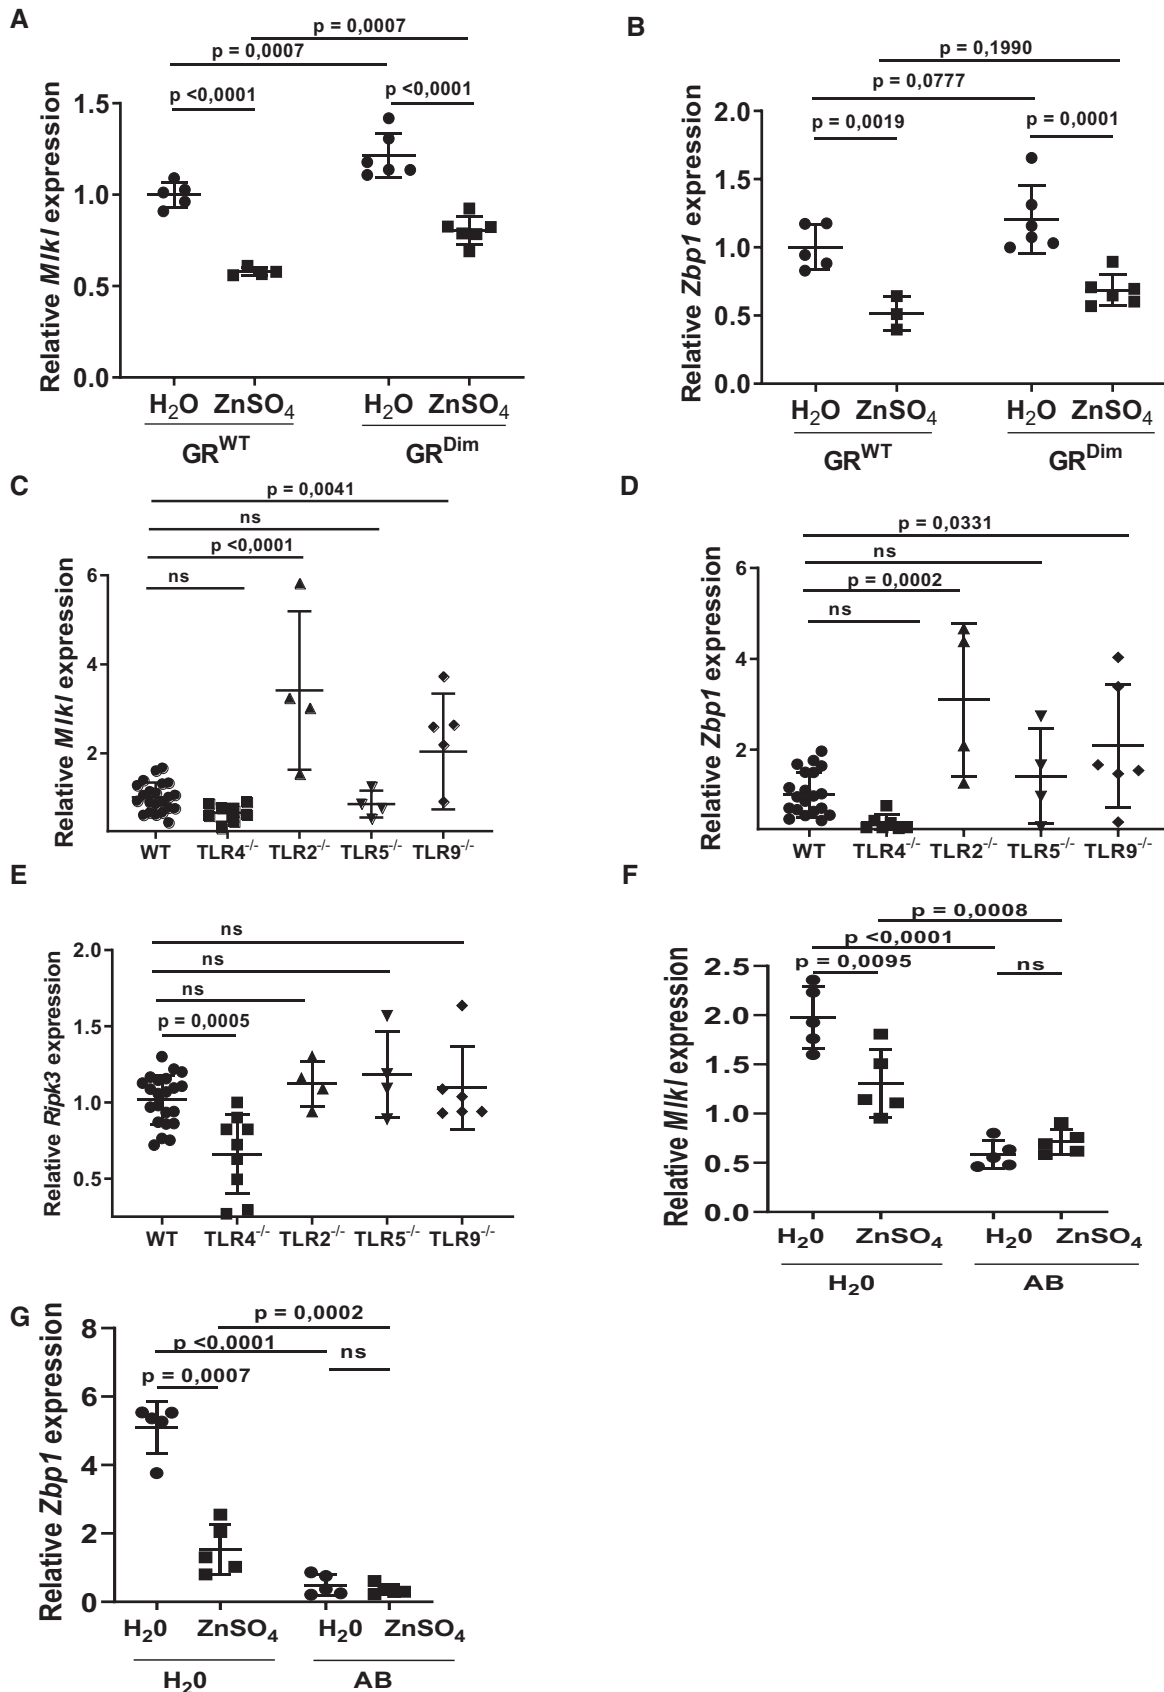 A
p = 0,0007
p = 0,0007
p <0,0001
p <0,0001
Relative Mlkl expression
1.5
1.0
0.5
0.0
H₂O ZnSO₄ H₂O ZnSO₄
GR^WT GR^Dim
B
p = 0,1990
p = 0,0777
p = 0,0019
p = 0,0001
Relative Zbp1 expression
2.0
1.5
1.0
0.5
0.0
H₂O ZnSO₄ H₂O ZnSO₄
GR^WT GR^Dim
C
p = 0,0041
ns
p <0,0001
ns
Relative Mlkl expression
6
4
2
WT TLR4^-/- TLR2^-/- TLR5^-/- TLR9^-/-
D
p = 0,0331
ns
p = 0,0002
ns
Relative Zbp1 expression
6
4
2
WT TLR4^-/- TLR2^-/- TLR5^-/- TLR9^-/-
E
ns
ns
ns
p = 0,0005
Relative Ripk3 expression
2.0
1.5
1.0
0.5
WT TLR4^-/- TLR2^-/- TLR5^-/- TLR9^-/-
F
p = 0,0008
p <0,0001
p = 0,0095
ns
Relative Mlkl expression
2.5
2.0
1.5
1.0
0.5
0.0
H₂0 ZnSO₄ H₂0 ZnSO₄
H₂0 AB
G
p = 0,0002
p <0,0001
ns
p = 0,0007
Relative Zbp1 expression
8
6
4
2
0
H₂0 ZnSO₄ H₂0 ZnSO₄
H₂0 AB